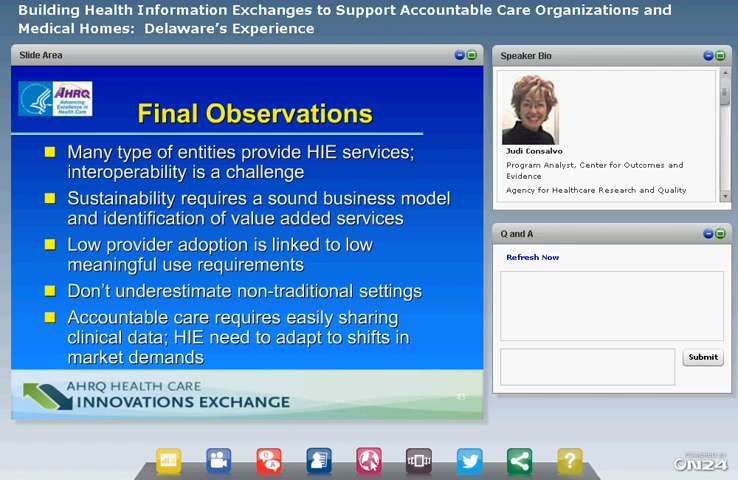 Building Health Information Exchanges to Support Accountable Care Organizations and
Medical Homes: Delaware's Experience
Slide Area
AHRQ
Advancing
Excellence in
Health Care
Final Observations
Many type of entities provide HIE services;
interoperability is a challenge
Sustainability requires a sound business model
and identification of value added services
Low provider adoption is linked to low
meaningful use requirements
Don't underestimate non-traditional settings
Accountable care requires easily sharing
clinical data; HIE need to adapt to shifts in
market demands
AHRQ HEALTH CARE
INNOVATIONS EXCHANGE
43
Speaker Bio
Judi Consalvo
Program Analyst, Center for Outcomes and
Evidence
Agency for Healthcare Research and Quality
Q and A
Refresh Now
Submit
Q
A
?
POWERED BY
ON24